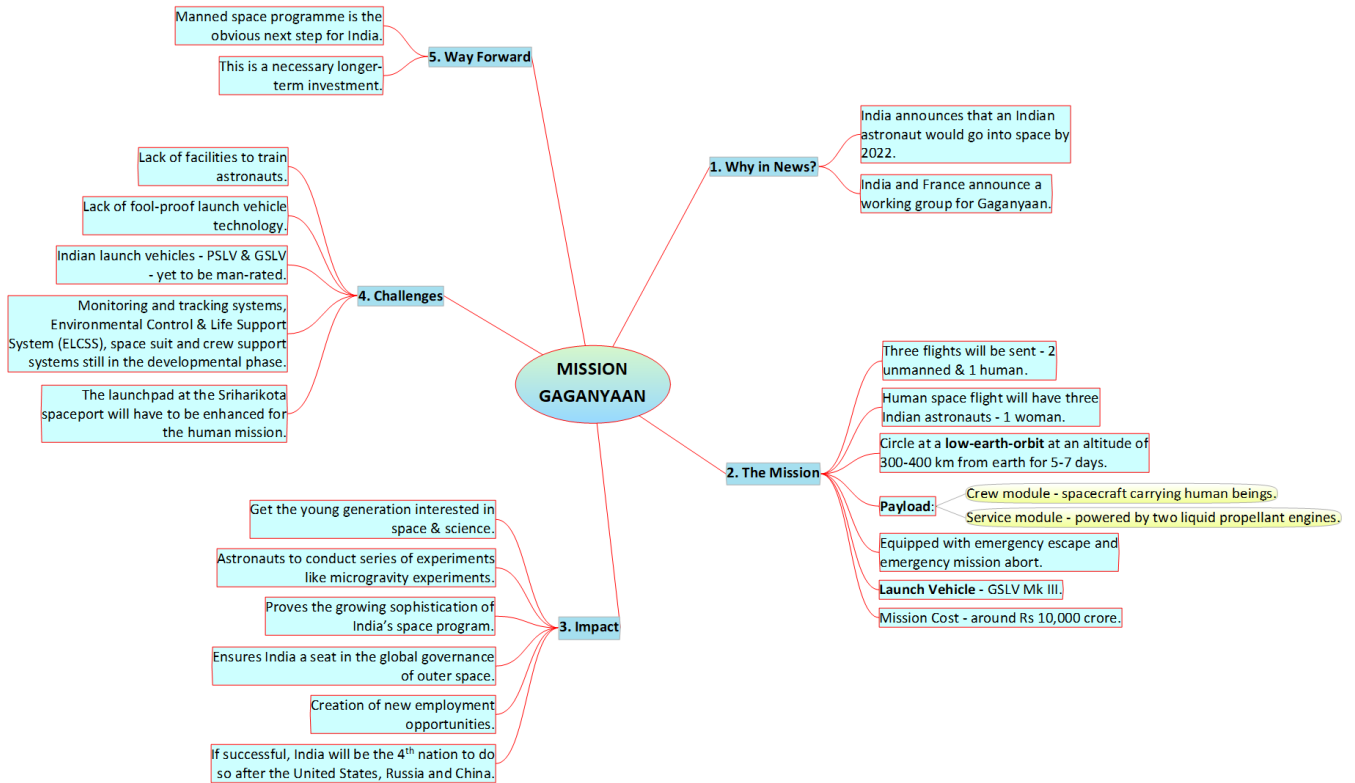 MISSION
GAGANYAAN
1. Why in News?
India announces that an Indian
astronaut would go into space by
2022.
India and France announce a
working group for Gaganyaan.
2. The Mission
Three flights will be sent - 2
unmanned & 1 human.
Human space flight will have three
Indian astronauts - 1 woman.
Circle at a low-earth-orbit at an altitude of
300-400 km from earth for 5-7 days.
Payload:
Crew module - spacecraft carrying human beings.
Service module - powered by two liquid propellant engines.
Equipped with emergency escape and
emergency mission abort.
Launch Vehicle - GSLV Mk III.
Mission Cost - around Rs 10,000 crore.
3. Impact
Get the young generation interested in
space & science.
Astronauts to conduct series of experiments
like microgravity experiments.
Proves the growing sophistication of
India's space program.
Ensures India a seat in the global governance
of outer space.
Creation of new employment
opportunities.
If successful, India will be the 4th nation to do
so after the United States, Russia and China.
4. Challenges
Lack of facilities to train
astronauts.
Lack of fool-proof launch vehicle
technology.
Indian launch vehicles - PSLV & GSLV
- yet to be man-rated.
Monitoring and tracking systems,
Environmental Control & Life Support
System (ELCSS), space suit and crew support
systems still in the developmental phase.
The launchpad at the Sriharikota
spaceport will have to be enhanced for
the human mission.
5. Way Forward
Manned space programme is the
obvious next step for India.
This is a necessary longer-
term investment.